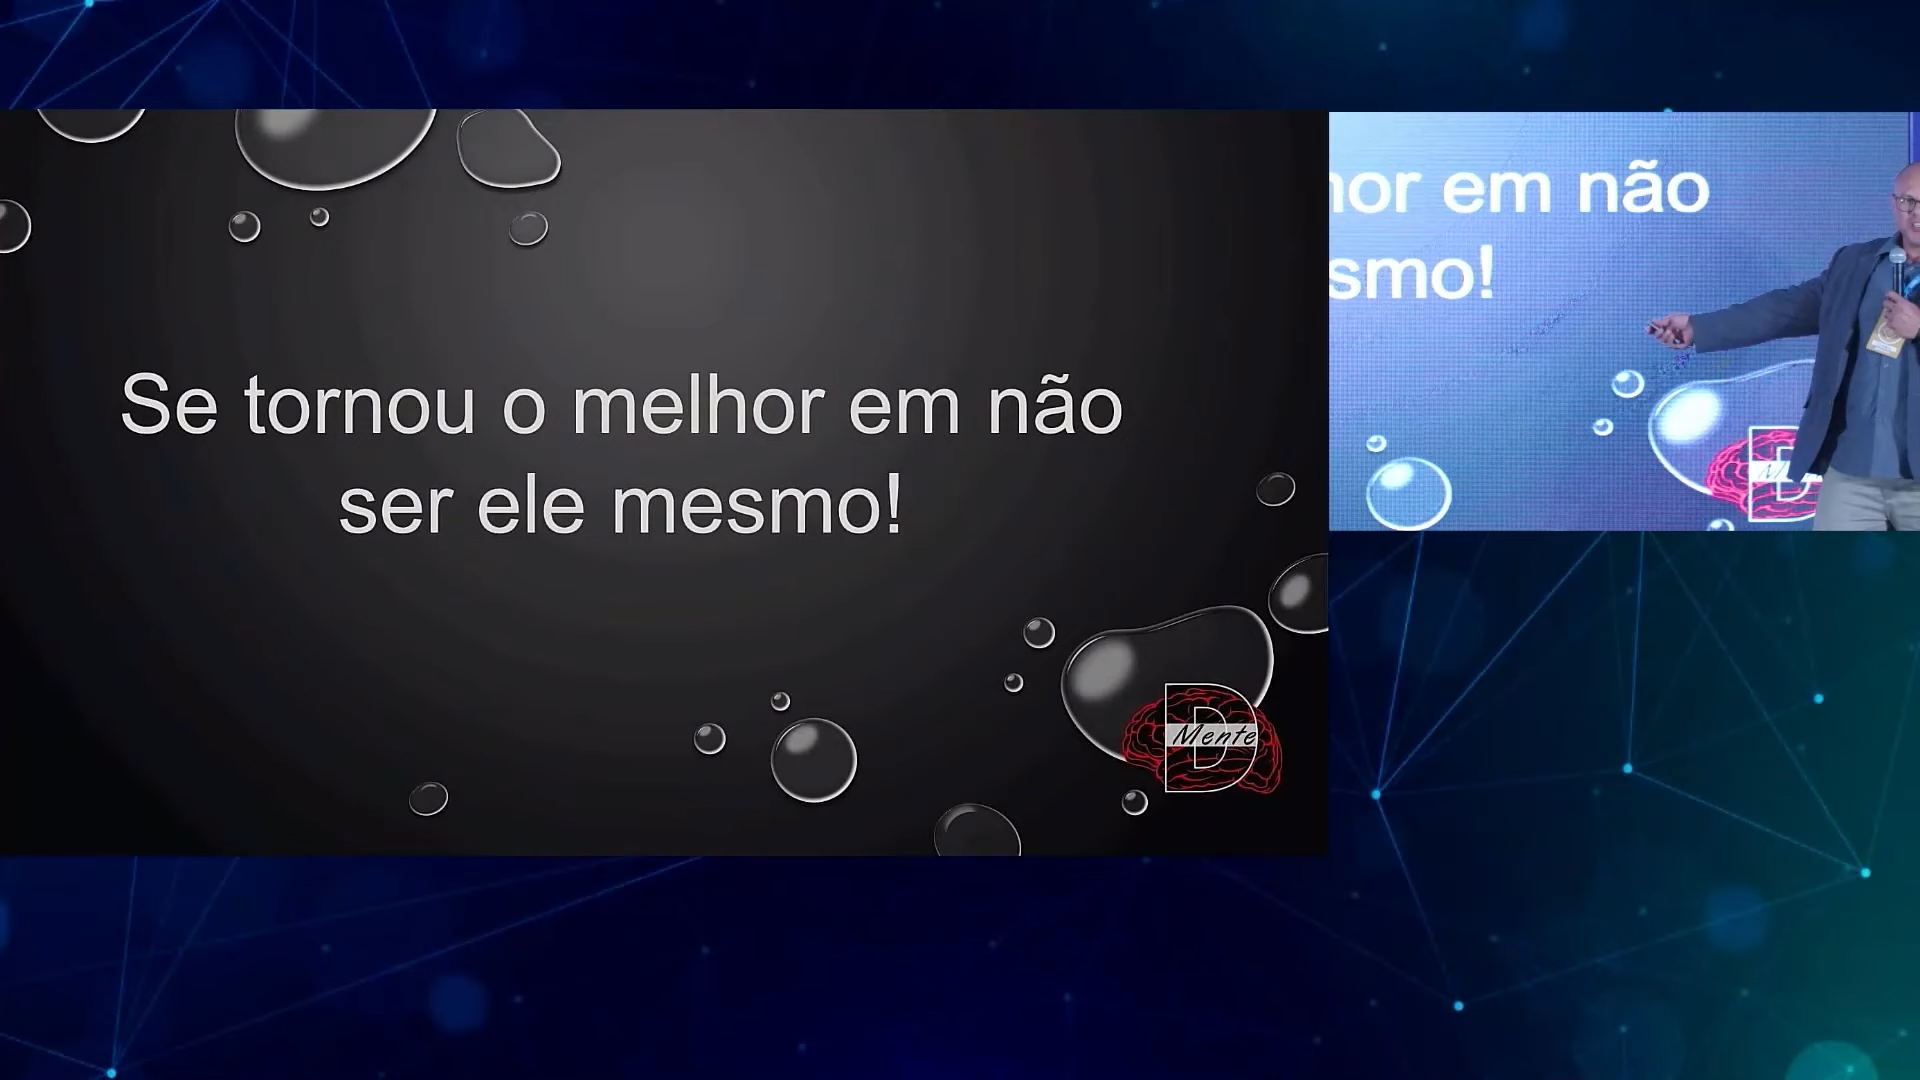 Se tornou o melhor em não
ser ele mesmo!
D
Mente
hor em não
smo!
D